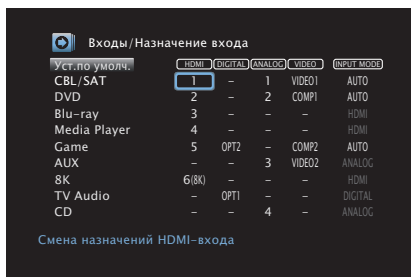 Входы/Назначение входа
Уст.по умолч. HDMI DIGITAL ANALOG VIDEO INPUT MODE
CBL/SAT 1 – 1 VIDEO1 AUTO
DVD 2 – 2 COMP1 AUTO
Blu-ray 3 – – – HDMI
Media Player 4 – – – HDMI
Game 5 OPT2 – COMP2 AUTO
AUX – – 3 VIDEO2 ANALOG
8K 6(8K) – – – HDMI
TV Audio – OPT1 – – DIGITAL
CD – – 4 – ANALOG
Смена назначений HDMI-входа